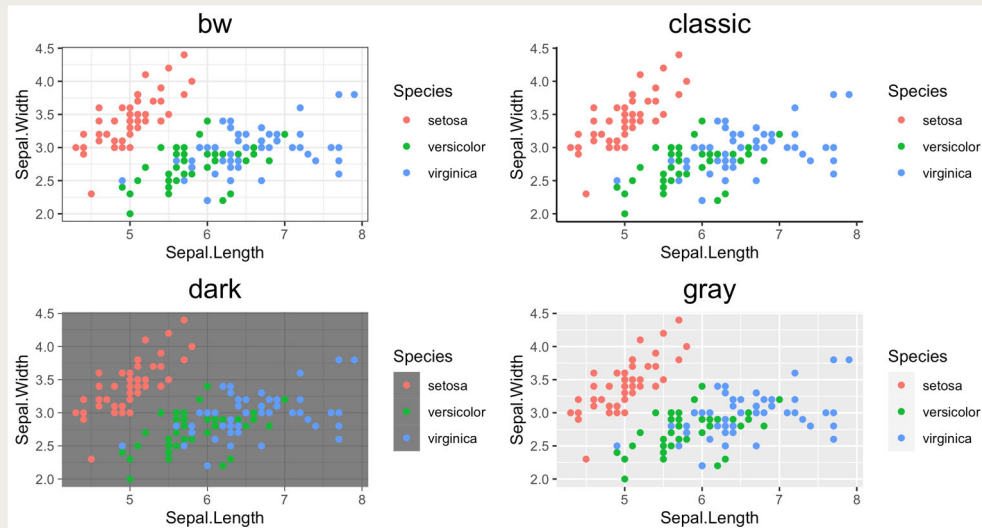 bw
4.5
4.0
3.5
3.0
2.5
2.0
Sepal.Width
5 6 7 8
Sepal.Length
Species
setosa
versicolor
virginica
classic
4.5
4.0
3.5
3.0
2.5
2.0
Sepal.Width
5 6 7 8
Sepal.Length
Species
setosa
versicolor
virginica
dark
4.5
4.0
3.5
3.0
2.5
2.0
Sepal.Width
5 6 7 8
Sepal.Length
Species
setosa
versicolor
virginica
gray
4.5
4.0
3.5
3.0
2.5
2.0
Sepal.Width
5 6 7 8
Sepal.Length
Species
setosa
versicolor
virginica